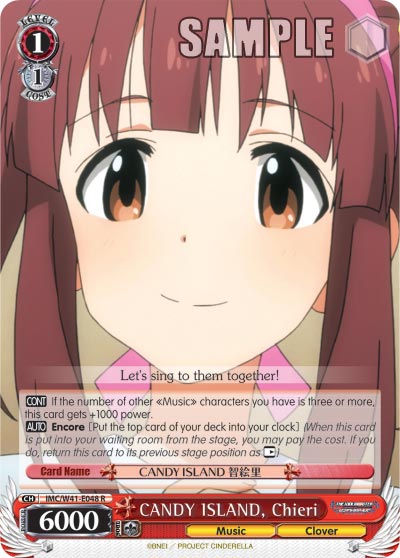 LEVEL
1
1
COST
SAMPLE
Let's sing to them together!
CONT If the number of other «Music» characters you have is three or more,
this card gets +1000 power.
AUTO Encore [Put the top card of your deck into your clock] (When this card is
put into your waiting room from the stage, you may pay the cost. If you
do, return this card to its previous stage position as
Card Name CANDY ISLAND 智絵里
CH IMC/W41-E048 R
6000
CANDY ISLAND, Chieri
Music Clover
©BNEI / PROJECT CINDERELLA